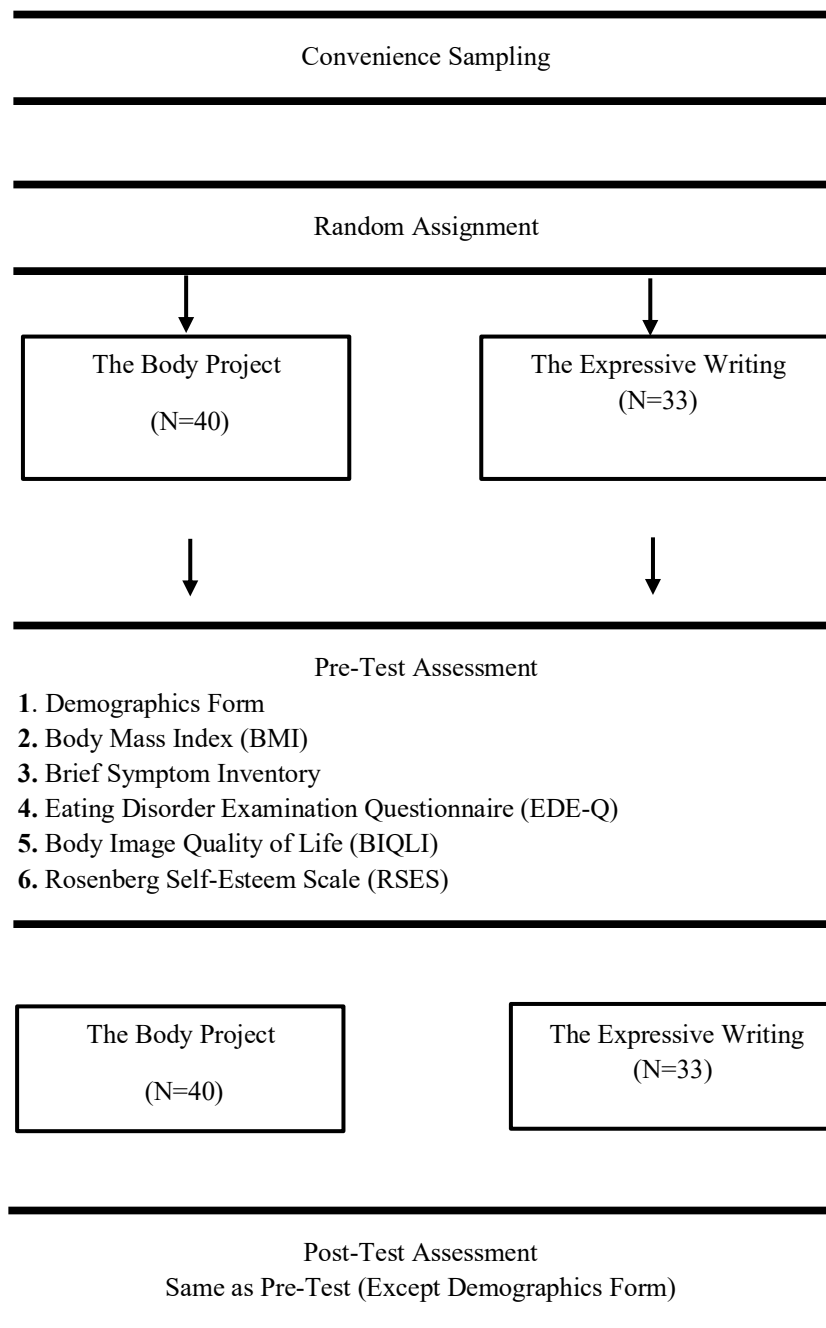 Convenience Sampling
Random Assignment
The Body Project
(N=40)
The Expressive Writing
(N=33)
Pre-Test Assessment
1. Demographics Form
2. Body Mass Index (BMI)
3. Brief Symptom Inventory
4. Eating Disorder Examination Questionnaire (EDE-Q)
5. Body Image Quality of Life (BIQLI)
6. Rosenberg Self-Esteem Scale (RSES)
The Body Project
(N=40)
The Expressive Writing
(N=33)
Post-Test Assessment
Same as Pre-Test (Except Demographics Form)